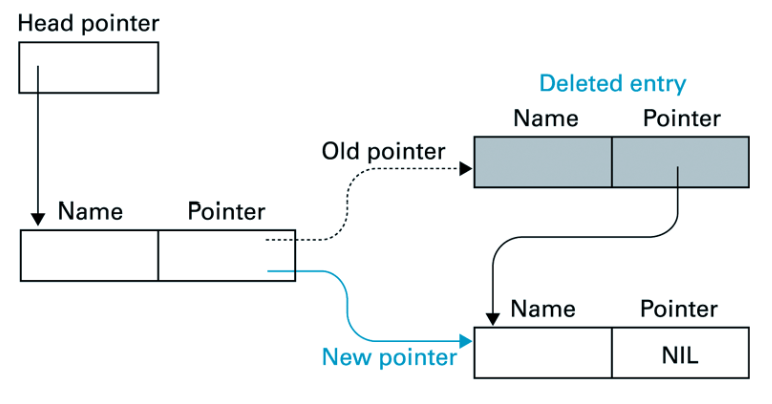 Head pointer
Deleted entry
Name Pointer
Old pointer
Name Pointer
Name Pointer
New pointer
NIL